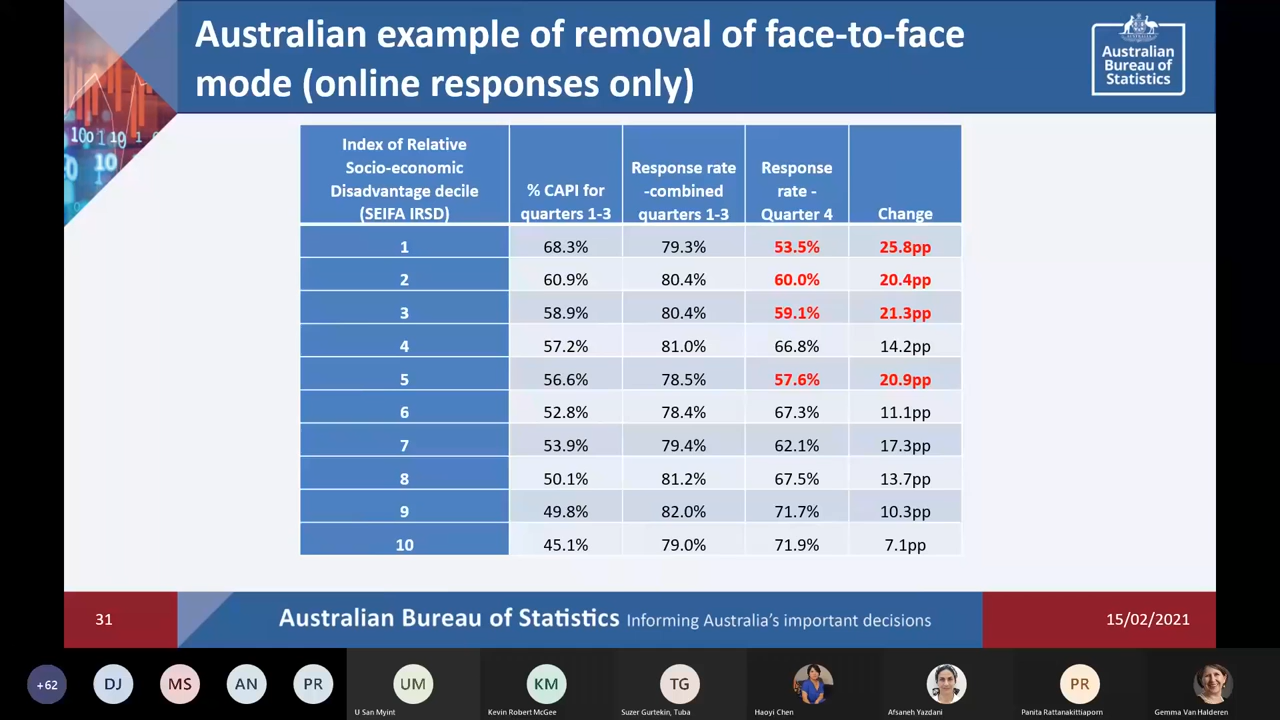 Australian example of removal of face-to-face
mode (online responses only)
Australian
Bureau of
Statistics
Index of Relative
Socio-economic
Disadvantage decile
(SEIFA IRSD)
% CAPI for
quarters 1-3
Response rate
-combined
quarters 1-3
Response
rate -
Quarter 4
Change
1 68.3% 79.3% 53.5% 25.8pp
2 60.9% 80.4% 60.0% 20.4pp
3 58.9% 80.4% 59.1% 21.3pp
4 57.2% 81.0% 66.8% 14.2pp
5 56.6% 78.5% 57.6% 20.9pp
6 52.8% 78.4% 67.3% 11.1pp
7 53.9% 79.4% 62.1% 17.3pp
8 50.1% 81.2% 67.5% 13.7pp
9 49.8% 82.0% 71.7% 10.3pp
10 45.1% 79.0% 71.9% 7.1pp
31
Australian Bureau of Statistics Informing Australia's important decisions
15/02/2021
+62
DJ
MS
AN
PR
UM
KM
TG
PR
U San Myint
Kevin Robert McGee
Suzer Gurtekin, Tuba
Haoyi Chen
Afsaneh Yazdani
Panita Rattanakittiaporn
Gemma Van Halderen